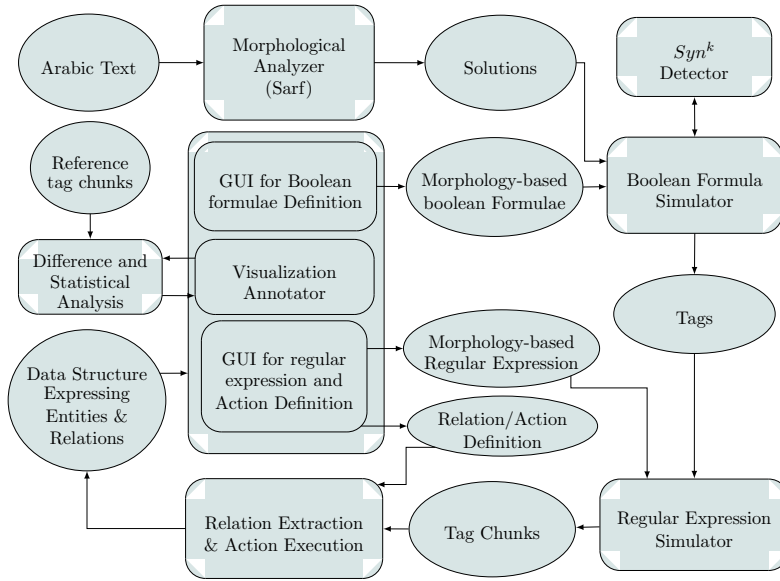 Arabic Text
Morphological
Analyzer
(Sarf)
Solutions
Syn^k
Detector
Reference
tag chunks
GUI for Boolean
formulae Definition
Morphology-based
boolean Formulae
Boolean Formula
Simulator
Difference and
Statistical
Analysis
Visualization
Annotator
Tags
Data Structure
Expressing
Entities &
Relations
GUI for regular
expression and
Action Definition
Morphology-based
Regular Expression
Relation/Action
Definition
Relation Extraction
& Action Execution
Tag Chunks
Regular Expression
Simulator